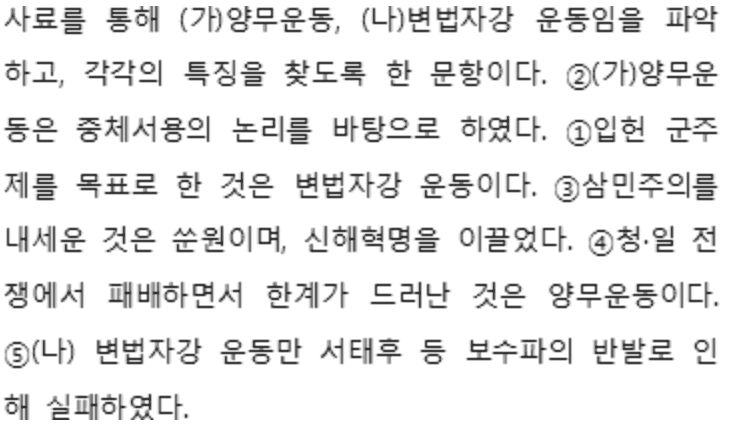 사료를 통해 (가)양무운동, (나)변법자강 운동임을 파악
하고, 각각의 특징을 찾도록 한 문항이다. ②(가)양무운
동은 중체서용의 논리를 바탕으로 하였다. ①입헌 군주
제를 목표로 한 것은 변법자강 운동이다. ③삼민주의를
내세운 것은 쑨원이며, 신해혁명을 이끌었다. ④청·일 전
쟁에서 패배하면서 한계가 드러난 것은 양무운동이다.
⑤(나) 변법자강 운동만 서태후 등 보수파의 반발로 인
해 실패하였다.